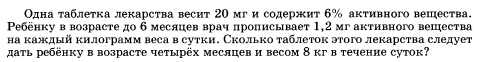 Одна таблетка лекарства весит 20 мг и содержит 6% активного вещества.
Ребёнку в возрасте до 6 месяцев врач прописывает 1,2 мг активного вещества
на каждый килограмм веса в сутки. Сколько таблеток этого лекарства следует
дать ребёнку в возрасте четырёх месяцев и весом 8 кг в течение суток?